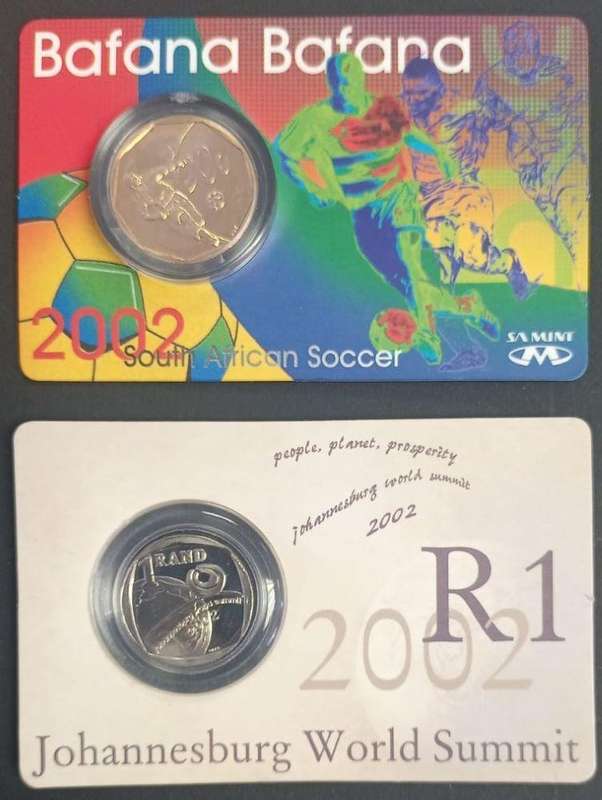 Bafana Bafana
2002
South African Soccer
SA MINT
people, planet, prosperity
johannesburg world summit
2002
1 RAND
R1
2002
Johannesburg World Summit